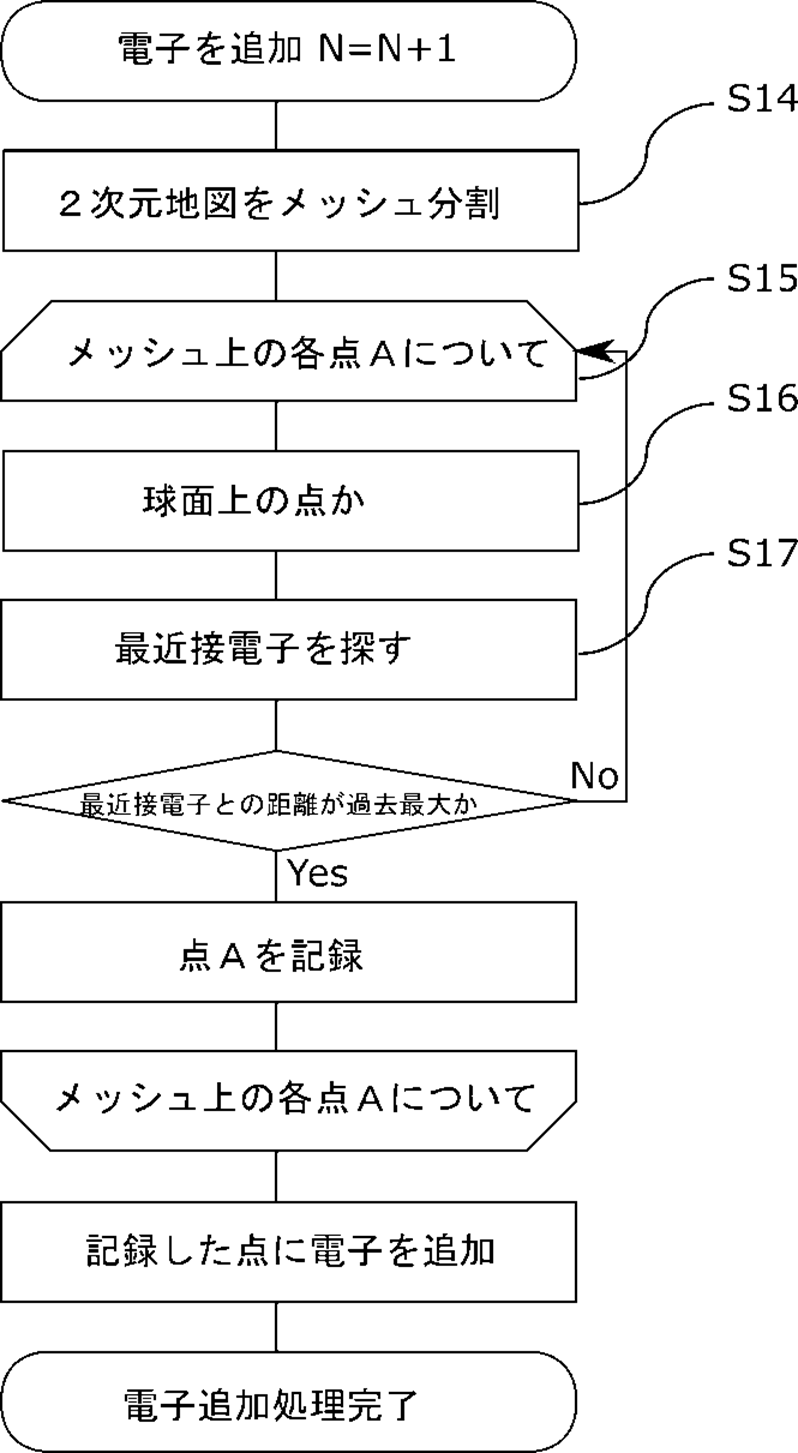 電子を追加 N=N+1
S14
２次元地図をメッシュ分割
S15
メッシュ上の各点Ａについて
S16
球面上の点か
S17
最近接電子を探す
No
最近接電子との距離が過去最大か
Yes
点Ａを記録
メッシュ上の各点Ａについて
記録した点に電子を追加
電子追加処理完了